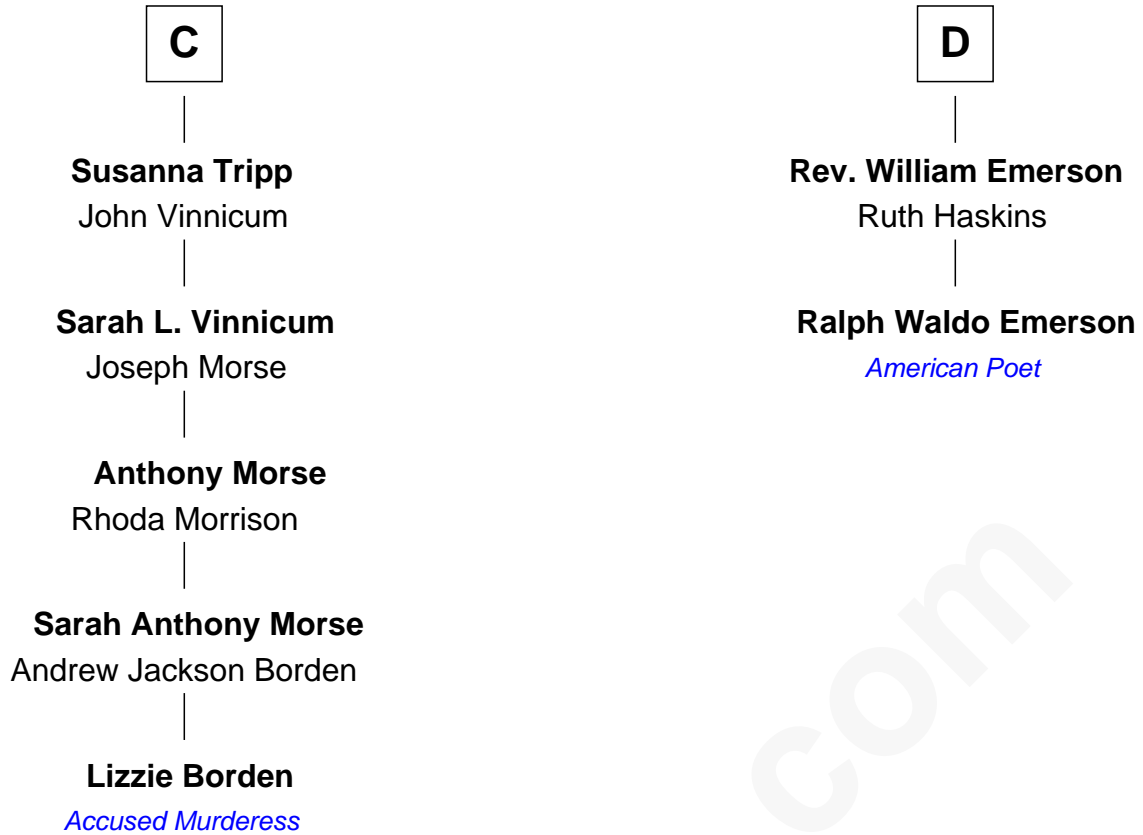 C
Susanna Tripp
John Vinnicum
Sarah L. Vinnicum
Joseph Morse
Anthony Morse
Rhoda Morrison
Sarah Anthony Morse
Andrew Jackson Borden
Lizzie Borden
Accused Murderess
D
Rev. William Emerson
Ruth Haskins
Ralph Waldo Emerson
American Poet
com